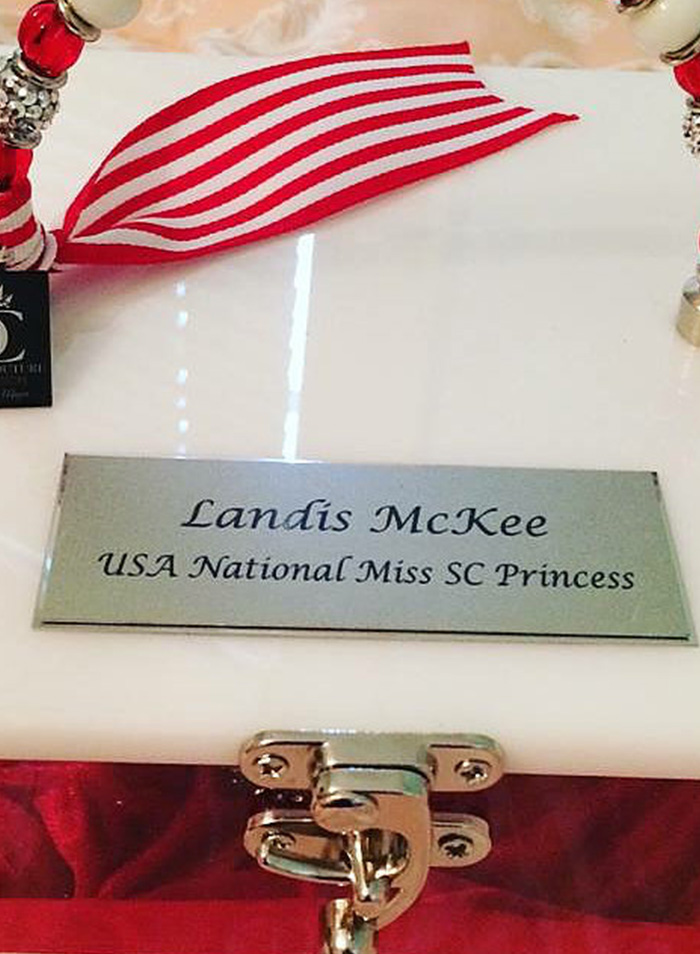 C
Landis McKee
USA National Miss SC Princess